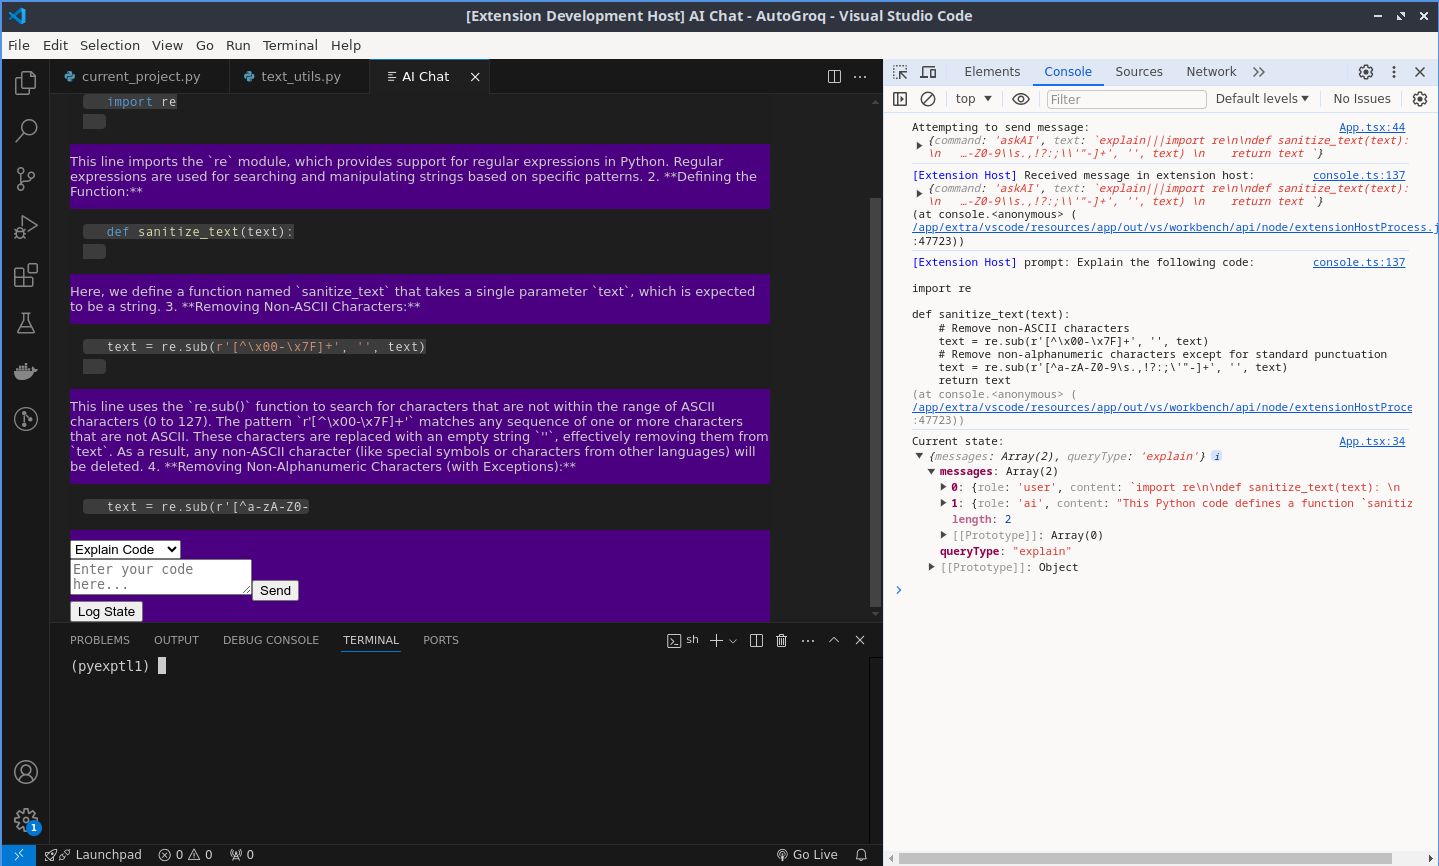 [Extension Development Host] AI Chat - AutoGroq - Visual Studio Code
File Edit Selection View Go Run Terminal Help
current_project.py text_utils.py AI Chat
import re
This line imports the `re` module, which provides support for regular expressions in Python. Regular
expressions are used for searching and manipulating strings based on specific patterns. 2. **Defining the
Function:**
def sanitize_text(text):
Here, we define a function named `sanitize_text` that takes a single parameter `text`, which is expected
to be a string. 3. **Removing Non-ASCII Characters:**
text = re.sub(r'[^\x00-\x7F]+', '', text)
This line uses the `re.sub()` function to search for characters that are not within the range of ASCII
characters (0 to 127). The pattern `r'[^\x00-\x7F]+'` matches any sequence of one or more characters
that are not ASCII. These characters are replaced with an empty string `''`, effectively removing them from
`text`. As a result, any non-ASCII character (like special symbols or characters from other languages) will
be deleted. 4. **Removing Non-Alphanumeric Characters (with Exceptions):**
text = re.sub(r'[^a-zA-Z0-
Explain Code
Enter your code
here...
Send
Log State
PROBLEMS OUTPUT DEBUG CONSOLE TERMINAL PORTS
sh
(pyexptl1)
1
Launchpad 0 0 0 Go Live
Elements Console Sources Network
top Filter Default levels No Issues
Attempting to send message: App.tsx:44
{command: 'askAI', text: `explain|||import re\n\ndef sanitize_text(text):
\n …-Z0-9\\s.,!?:;\\'"-]+', '', text) \n return text `}
[Extension Host] Received message in extension host: console.ts:137
{command: 'askAI', text: `explain|||import re\n\ndef sanitize_text(text):
\n …-Z0-9\\s.,!?:;\\'"-]+', '', text) \n return text `}
(at console.<anonymous> (
/app/extra/vscode/resources/app/out/vs/workbench/api/node/extensionHostProcess.j
:47723))
[Extension Host] prompt: Explain the following code: console.ts:137
import re
def sanitize_text(text):
# Remove non-ASCII characters
text = re.sub(r'[^\x00-\x7F]+', '', text)
# Remove non-alphanumeric characters except for standard punctuation
text = re.sub(r'[^a-zA-Z0-9\s.,!?:;\'"-]+', '', text)
return text
(at console.<anonymous> (
/app/extra/vscode/resources/app/out/vs/workbench/api/node/extensionHostProce
:47723))
Current state: App.tsx:34
{messages: Array(2), queryType: 'explain'} i
messages: Array(2)
0: {role: 'user', content: `import re\n\ndef sanitize_text(text): \n
1: {role: 'ai', content: "This Python code defines a function `sanitiz
length: 2
[[Prototype]]: Array(0)
queryType: "explain"
[[Prototype]]: Object